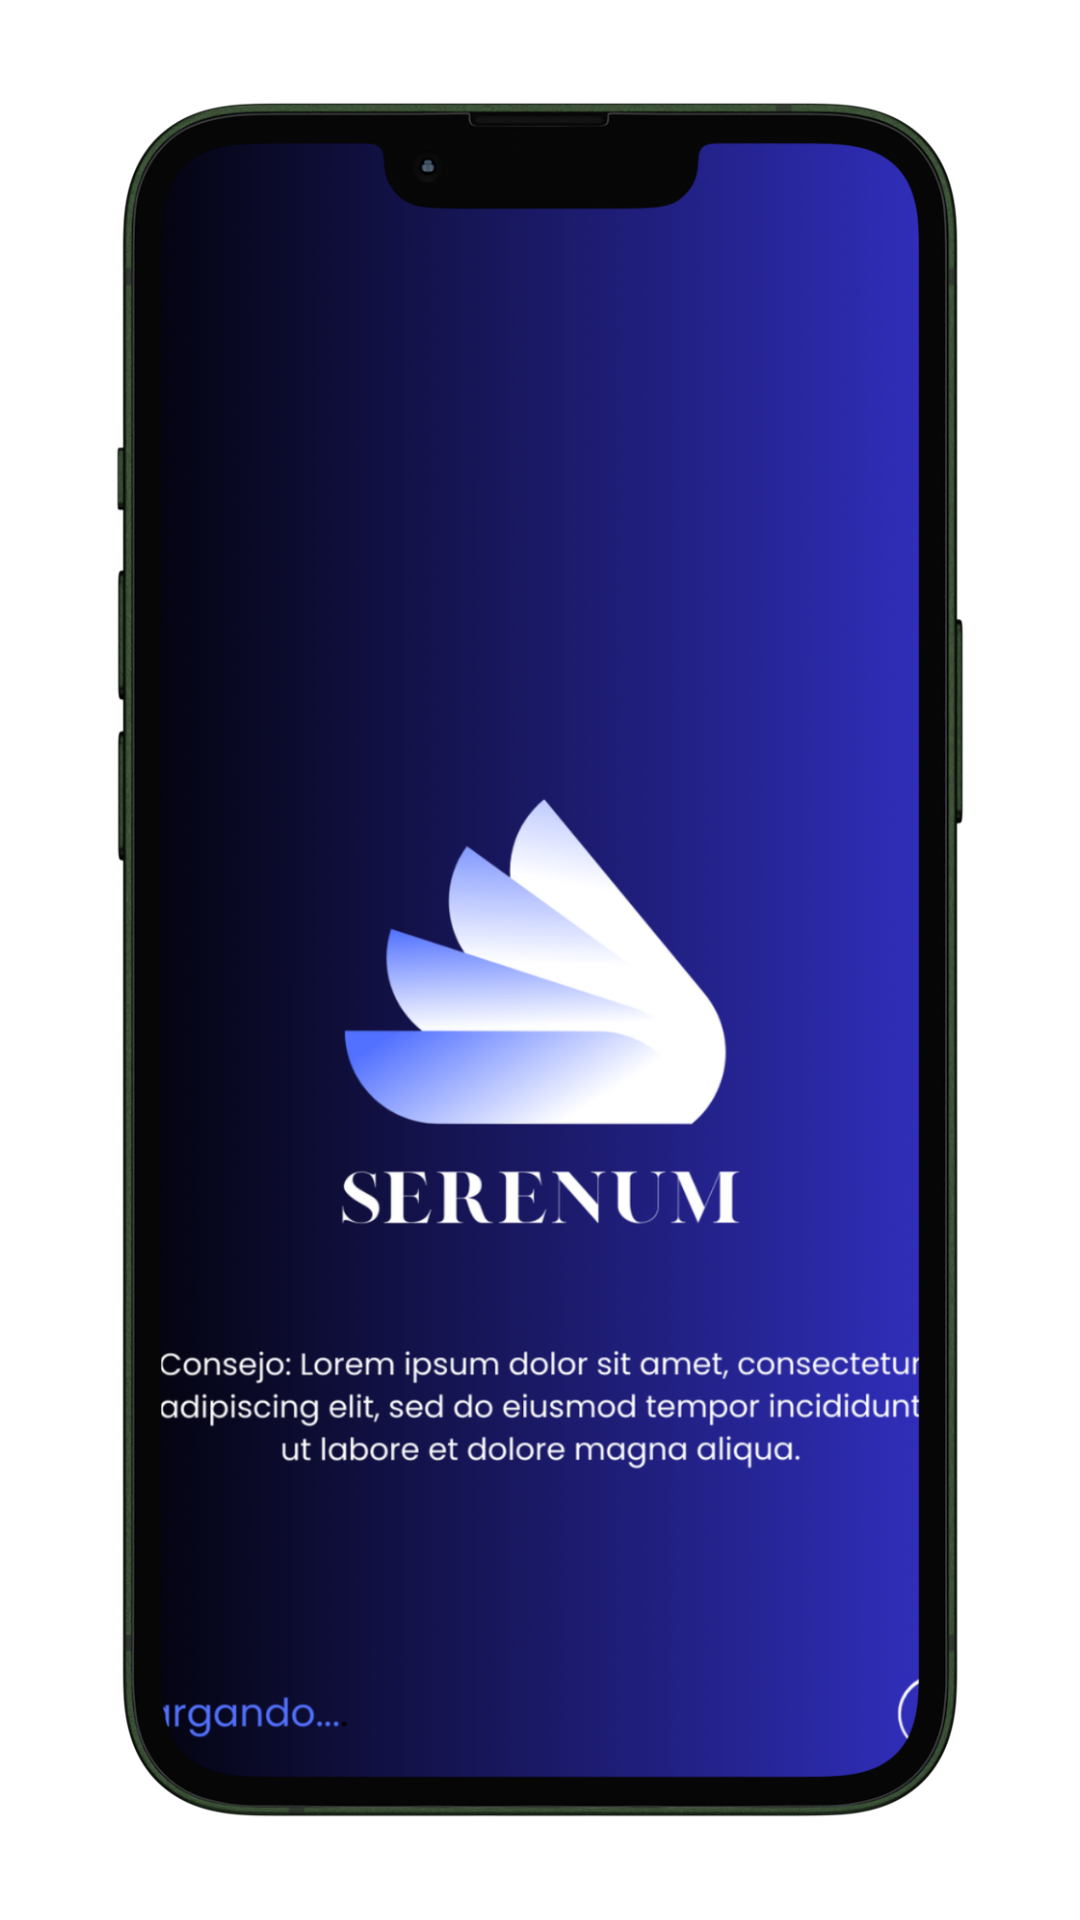 SERENUM
Consejo: Lorem ipsum dolor sit amet, consectetur
adipiscing elit, sed do eiusmod tempor incididunt
ut labore et dolore magna aliqua.
argando...